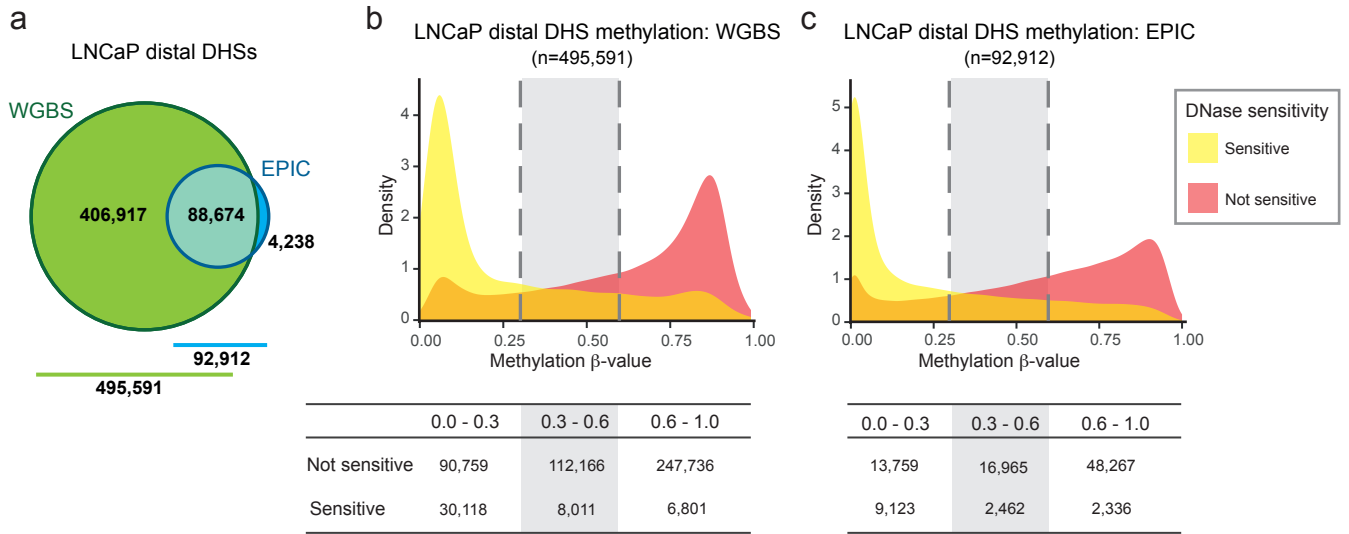 a
LNCaP distal DHSs
WGBS
EPIC
406,917
88,674
4,238
92,912
495,591
b
LNCaP distal DHS methylation: WGBS
(n=495,591)
Density
4
3
2
1
0
0.00 0.25 0.50 0.75 1.00
Methylation β-value
0.0 - 0.3 0.3 - 0.6 0.6 - 1.0
Not sensitive 90,759 112,166 247,736
Sensitive 30,118 8,011 6,801
c
LNCaP distal DHS methylation: EPIC
(n=92,912)
Density
5
4
3
2
1
0
0.00 0.25 0.50 0.75 1.00
Methylation β-value
0.0 - 0.3 0.3 - 0.6 0.6 - 1.0
13,759 16,965 48,267
9,123 2,462 2,336
DNase sensitivity
Sensitive
Not sensitive